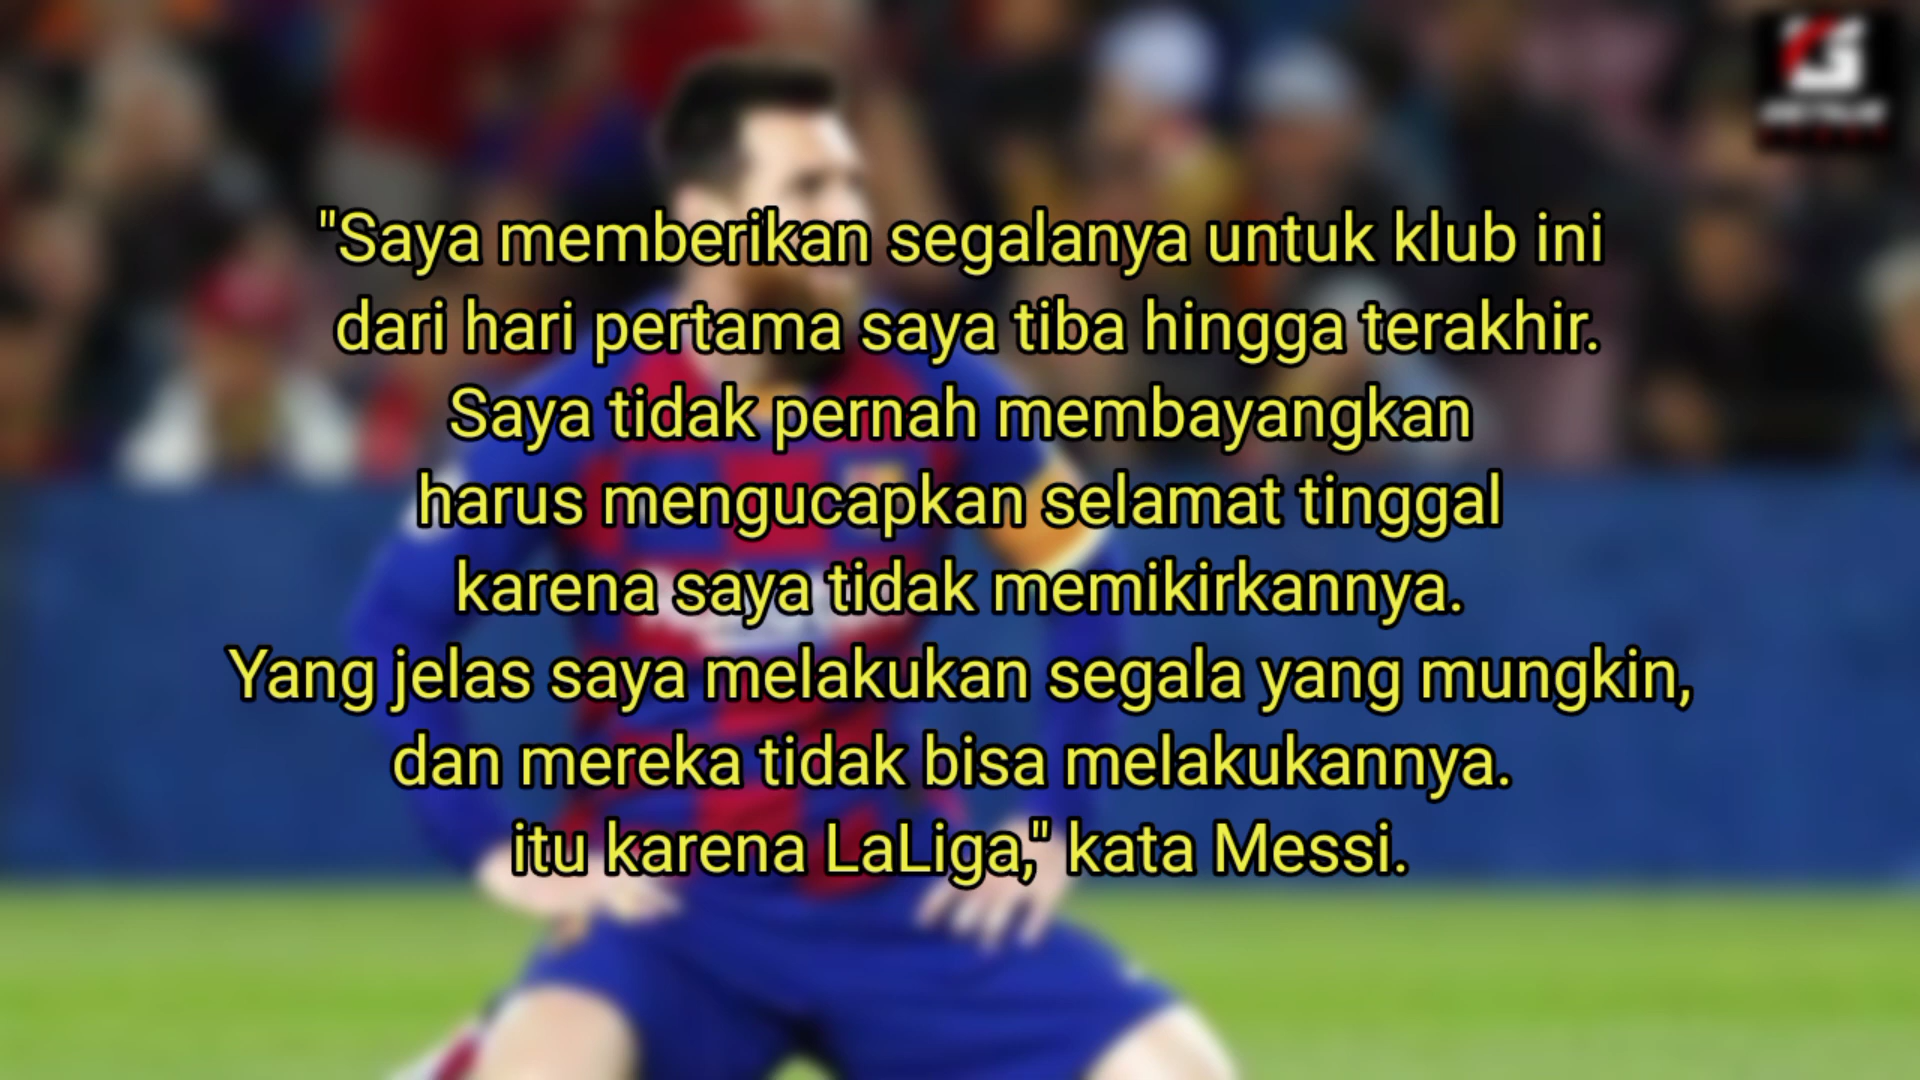 "Saya memberikan segalanya untuk klub ini
dari hari pertama saya tiba hingga terakhir.
Saya tidak pernah membayangkan
harus mengucapkan selamat tinggal
karena saya tidak memikirkannya.
Yang jelas saya melakukan segala yang mungkin,
dan mereka tidak bisa melakukannya.
itu karena LaLiga," kata Messi.